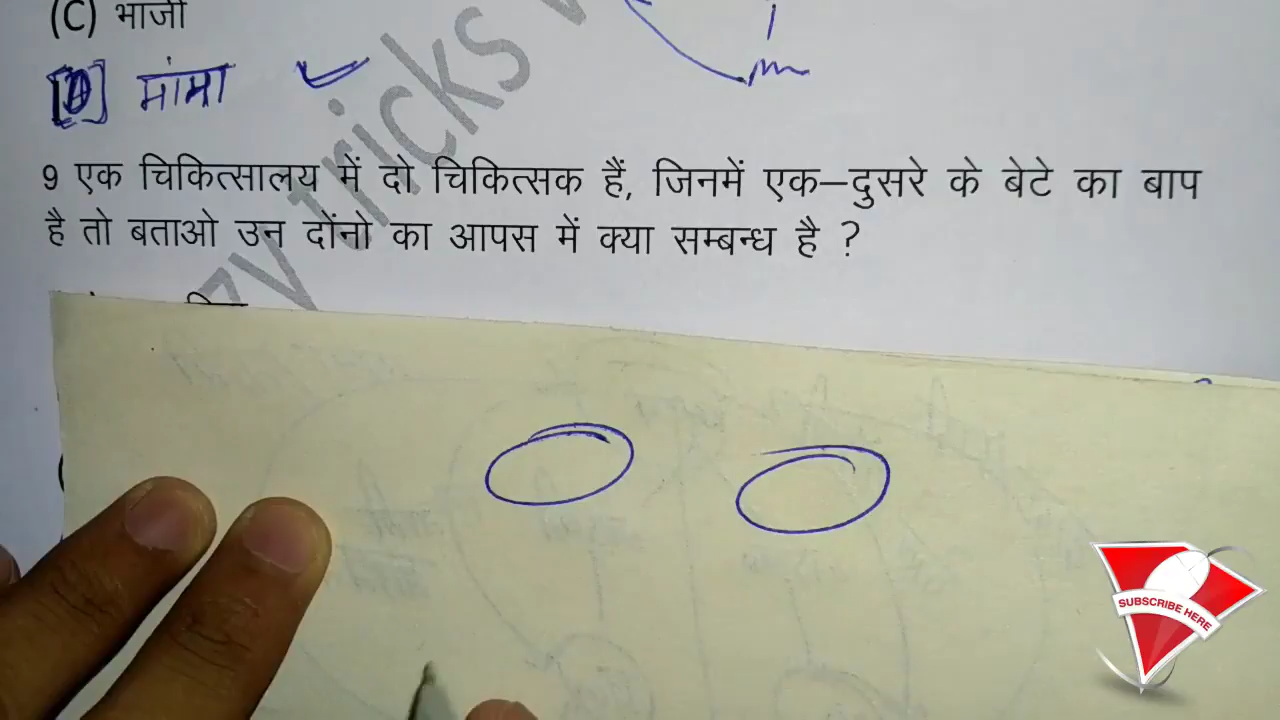 (C) भांजी
[D] मांमा
9 एक चिकित्सालय में दो चिकित्सक हैं, जिनमें एक–दुसरे के बेटे का बाप
है तो बताओ उन दोंनो का आपस में क्या सम्बन्ध है ?
SUBSCRIBE HERE